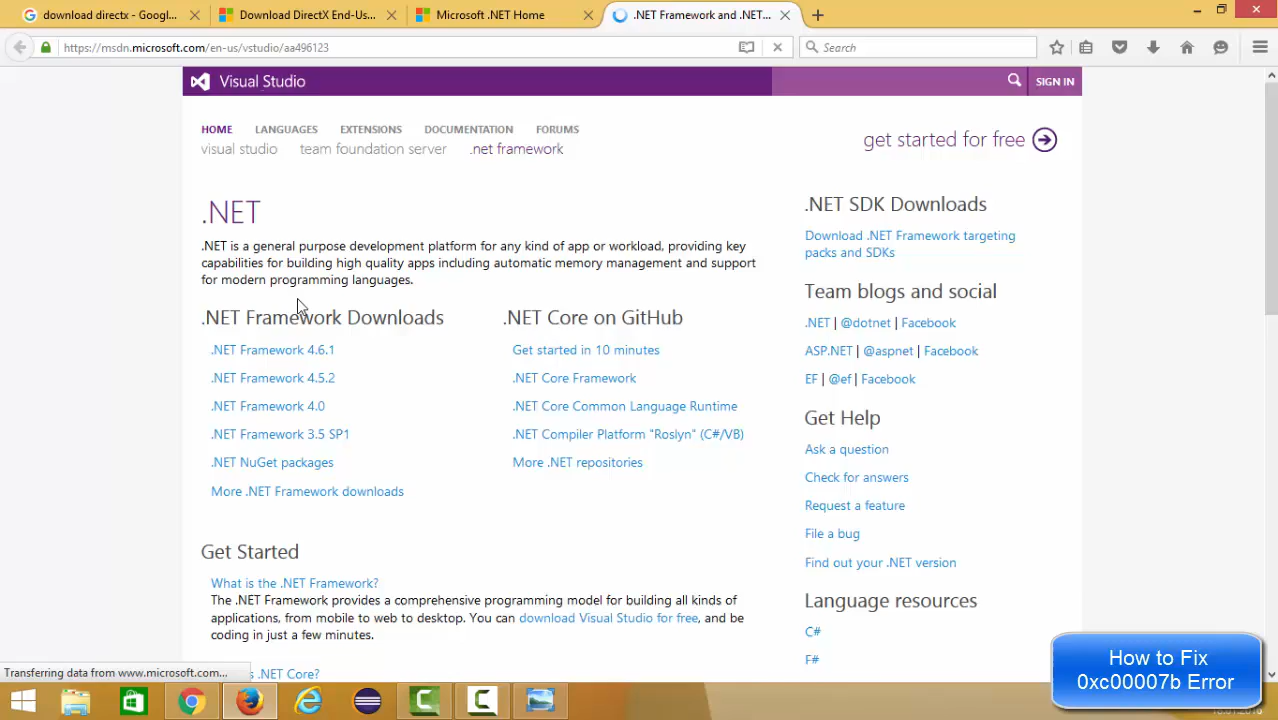 download directx - Googl...
Download DirectX End-Us...
Microsoft .NET Home
.NET Framework and .NET...
https://msdn.microsoft.com/en-us/vstudio/aa496123
Search
Visual Studio
SIGN IN
HOME LANGUAGES EXTENSIONS DOCUMENTATION FORUMS
visual studio team foundation server .net framework
get started for free
.NET
.NET is a general purpose development platform for any kind of app or workload, providing key
capabilities for building high quality apps including automatic memory management and support
for modern programming languages.
.NET Framework Downloads
.NET Framework 4.6.1
.NET Framework 4.5.2
.NET Framework 4.0
.NET Framework 3.5 SP1
.NET NuGet packages
More .NET Framework downloads
.NET Core on GitHub
Get started in 10 minutes
.NET Core Framework
.NET Core Common Language Runtime
.NET Compiler Platform "Roslyn" (C#/VB)
More .NET repositories
Get Started
What is the .NET Framework?
The .NET Framework provides a comprehensive programming model for building all kinds of
applications, from mobile to web to desktop. You can download Visual Studio for free, and be
coding in just a few minutes.
.NET Core?
.NET SDK Downloads
Download .NET Framework targeting
packs and SDKs
Team blogs and social
.NET | @dotnet | Facebook
ASP.NET | @aspnet | Facebook
EF | @ef | Facebook
Get Help
Ask a question
Check for answers
Request a feature
File a bug
Find out your .NET version
Language resources
C#
F#
Transferring data from www.microsoft.com...
How to Fix
0xc00007b Error